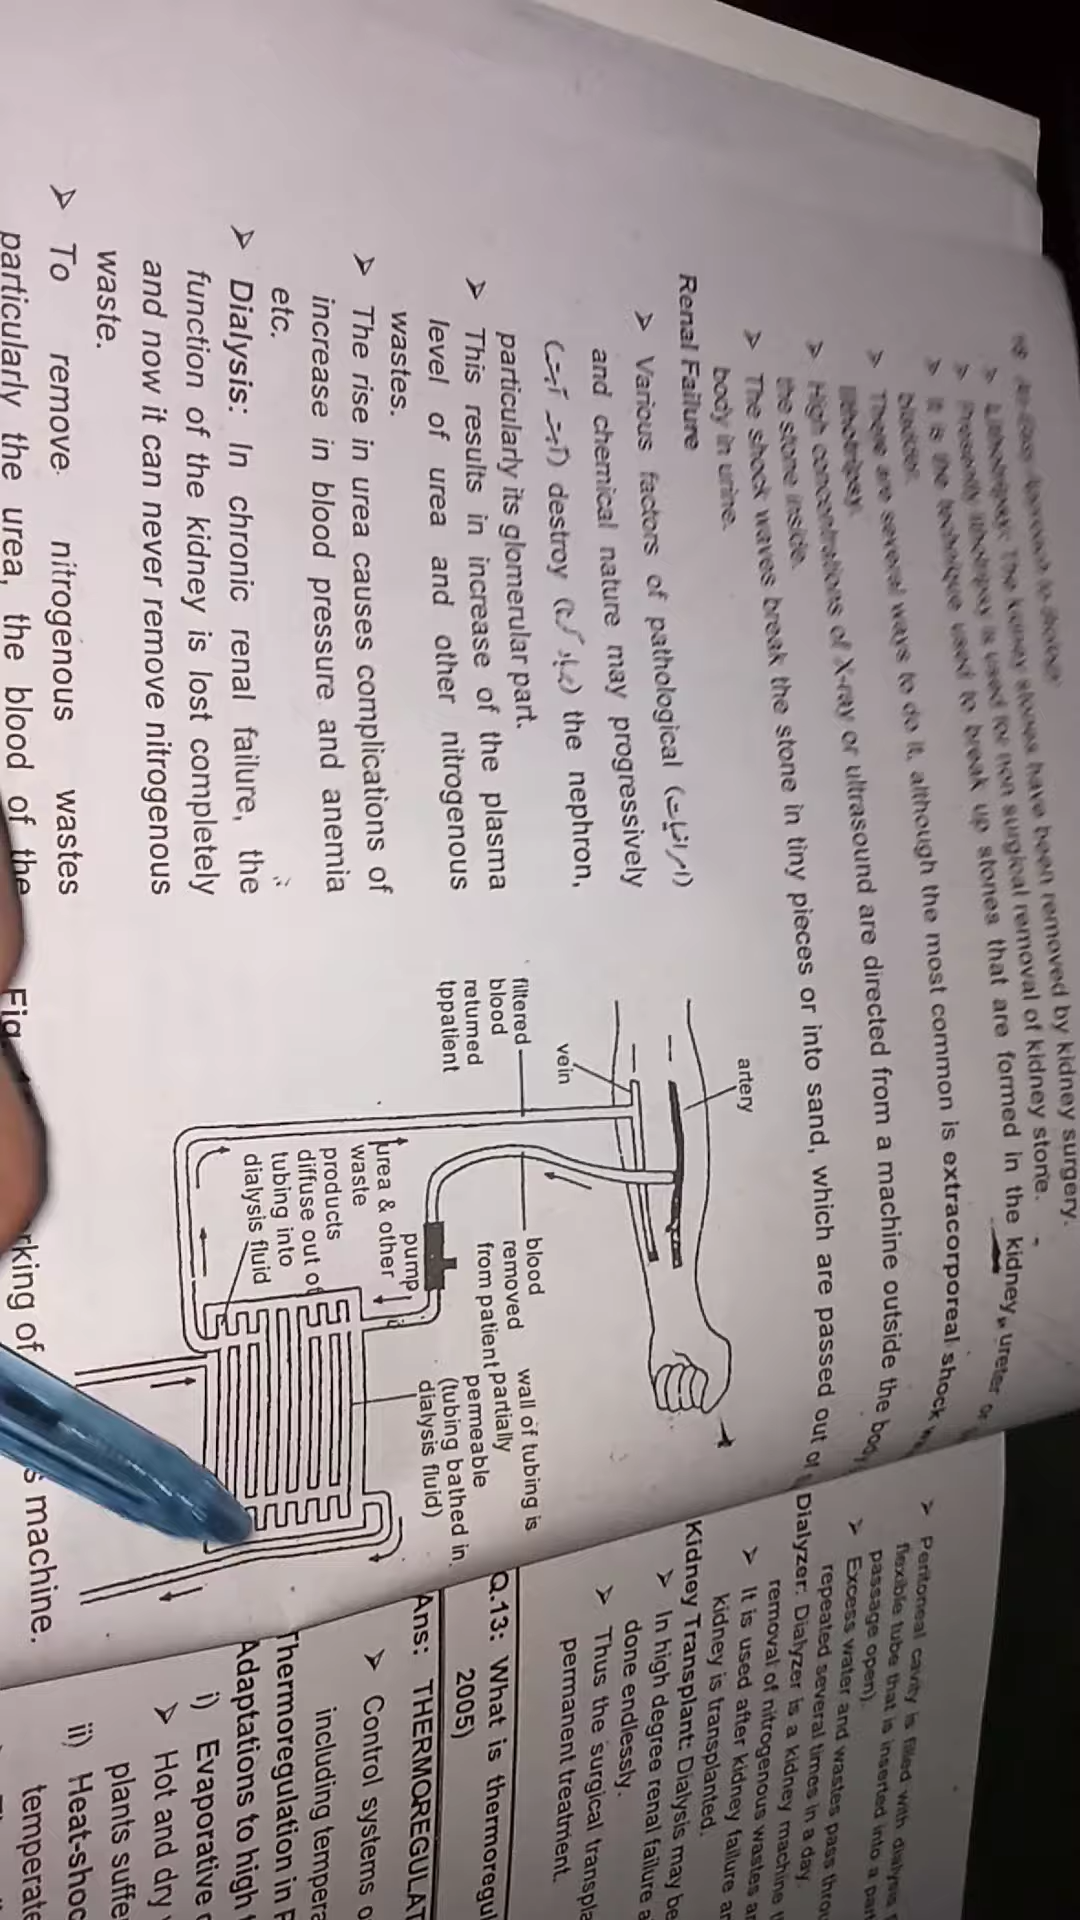 have been removed by kidney surgery.
Lithotripsy: The kidney stones
Presently lithotripsy is used for non surgical removal of kidney stone.
It is the technique used to break up stones that are formed in the kidney, ureter or
bladder.
There are several ways to do it, although the most common is extracorporeal shock
lithotripsy.
High concentrations of X-ray or ultrasound are directed from a machine outside the body
the stone inside.
The shock waves break the stone in tiny pieces or into sand, which are passed out of
body in urine.
Renal Failure
➤ Various factors of pathological (امراضیات)
and chemical nature may progressively
(آہستہ آہستہ) destroy (تباہ کرنا) the nephron,
particularly its glomerular part.
➤ This results in increase of the plasma
level of urea and other nitrogenous
wastes.
➤ The rise in urea causes complications of
increase in blood pressure and anemia
etc.
➤ Dialysis: In chronic renal failure, the
function of the kidney is lost completely
and now it can never remove nitrogenous
waste.
➤ To remove nitrogenous wastes
particularly the urea, the blood of the
artery
vein
filtered
blood
retumed
tppatient
blood
removed
from patient
pump
urea & other
waste
products
diffuse out of
tubing into
dialysis fluid
wall of tubing is
partially
permeable
(tubing bathed in
dialysis fluid)
Fig.
rking of
s machine.
➤ Peritoneal cavity is filled with dialysis
flexible tube that is inserted into a part
passage open).
➤ Excess water and wastes pass throu
repeated several times in a day.
Dialyzer: Dialyzer is a kidney machine t
removal of nitrogenous wastes ar
➤ It is used after kidney failure ar
kidney is transplanted.
Kidney Transplant: Dialysis may be
➤ In high degree renal failure a
done endlessly.
➤ Thus the surgical transpla
permanent treatment.
Q.13: What is thermoregul
2005)
Ans: THERMOREGULAT
➤ Control systems o
including tempera
Thermoregulation in P
Adaptations to high t
i) Evaporative c
➤ Hot and dry
plants suffe
ii) Heat-shoc
temperate